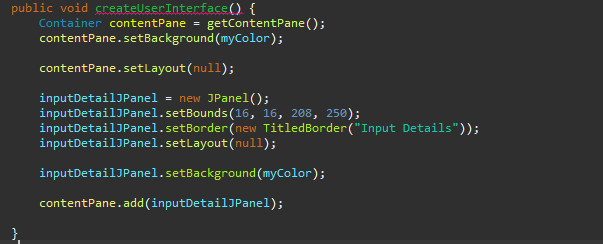 public void createUserInterface() {
Container contentPane = getContentPane();
contentPane.setBackground(myColor);
contentPane.setLayout(null);
inputDetailJPanel = new JPanel();
inputDetailJPanel.setBounds(16, 16, 208, 250);
inputDetailJPanel.setBorder(new TitledBorder("Input Details"));
inputDetailJPanel.setLayout(null);
inputDetailJPanel.setBackground(myColor);
contentPane.add(inputDetailJPanel);
}